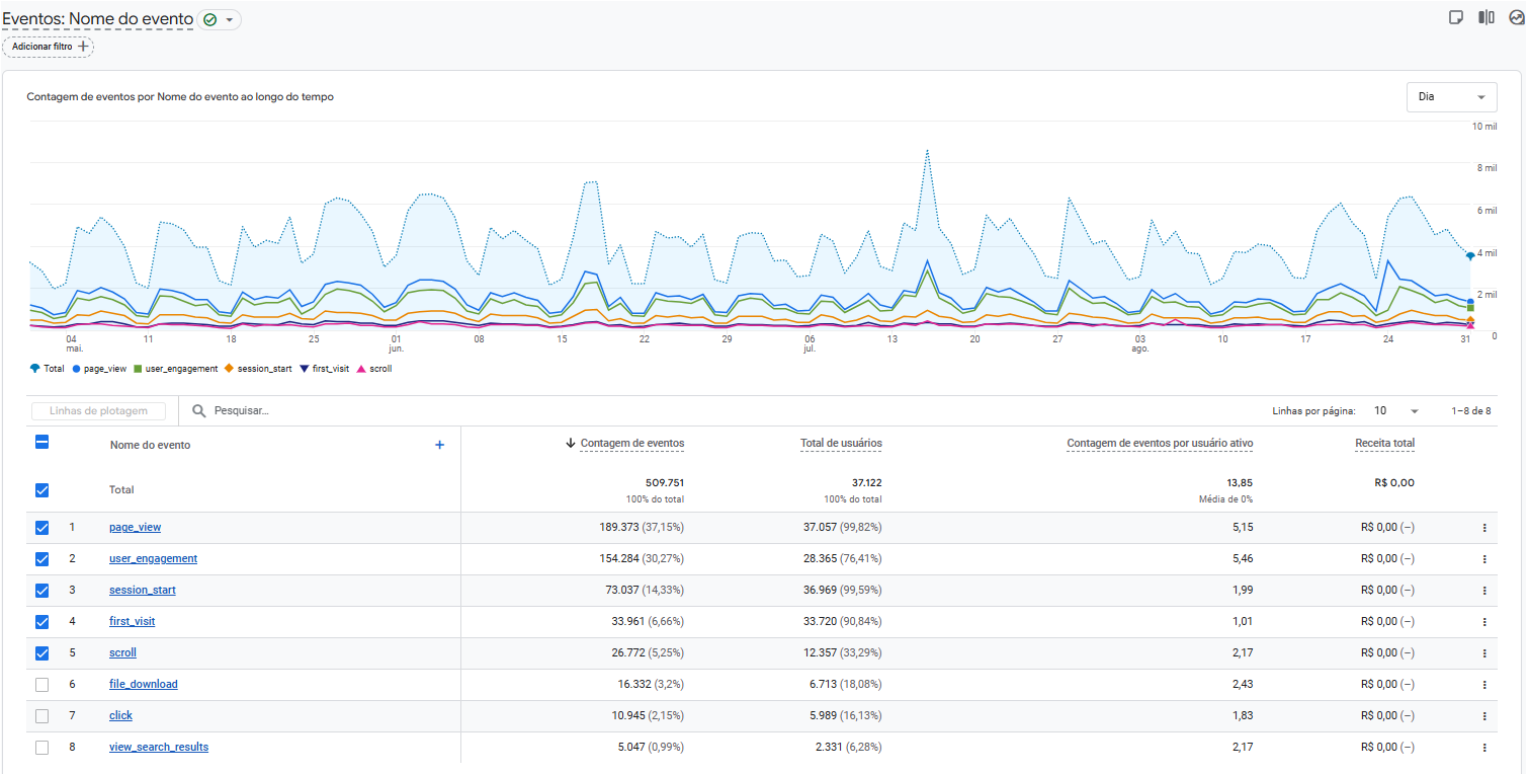 Eventos: Nome do evento
Adicionar filtro +
Contagem de eventos por Nome do evento ao longo do tempo
Dia
10 mil
8 mil
6 mil
4 mil
2 mil
0
04 11 18 25 01 08 15 22 29 06 13 20 27 03 10 17 24 31
mai. jun. jul. ago.
Total page_view user_engagement session_start first_visit scroll
Linhas de plotagem Pesquisar... Linhas por página: 10 1–8 de 8
Nome do evento + ↓ Contagem de eventos Total de usuários Contagem de eventos por usuário ativo Receita total
Total 509.751 37.122 13,85 R$ 0,00
100% do total 100% do total Média de 0%
1 page_view 189.373 (37,15%) 37.057 (99,82%) 5,15 R$ 0,00 (–)
2 user_engagement 154.284 (30,27%) 28.365 (76,41%) 5,46 R$ 0,00 (–)
3 session_start 73.037 (14,33%) 36.969 (99,59%) 1,99 R$ 0,00 (–)
4 first_visit 33.961 (6,66%) 33.720 (90,84%) 1,01 R$ 0,00 (–)
5 scroll 26.772 (5,25%) 12.357 (33,29%) 2,17 R$ 0,00 (–)
6 file_download 16.332 (3,2%) 6.713 (18,08%) 2,43 R$ 0,00 (–)
7 click 10.945 (2,15%) 5.989 (16,13%) 1,83 R$ 0,00 (–)
8 view_search_results 5.047 (0,99%) 2.331 (6,28%) 2,17 R$ 0,00 (–)